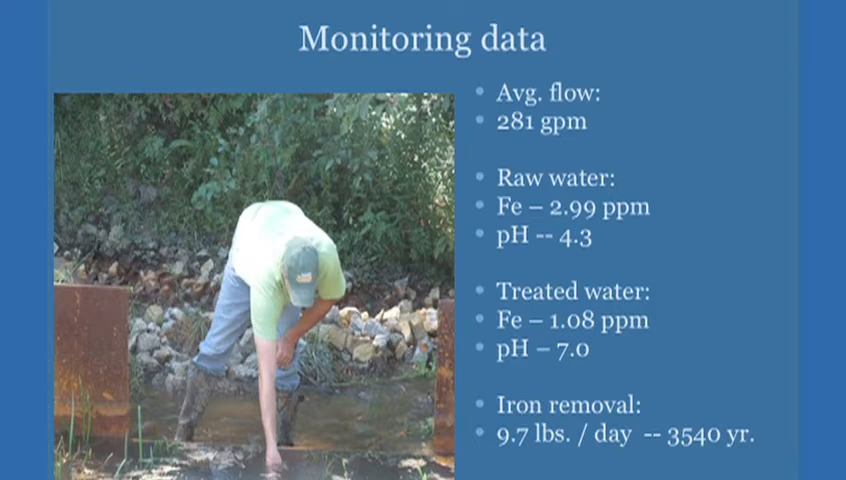 Monitoring data
Avg. flow:
281 gpm
Raw water:
Fe – 2.99 ppm
pH -- 4.3
Treated water:
Fe – 1.08 ppm
pH – 7.0
Iron removal:
9.7 lbs. / day -- 3540 yr.